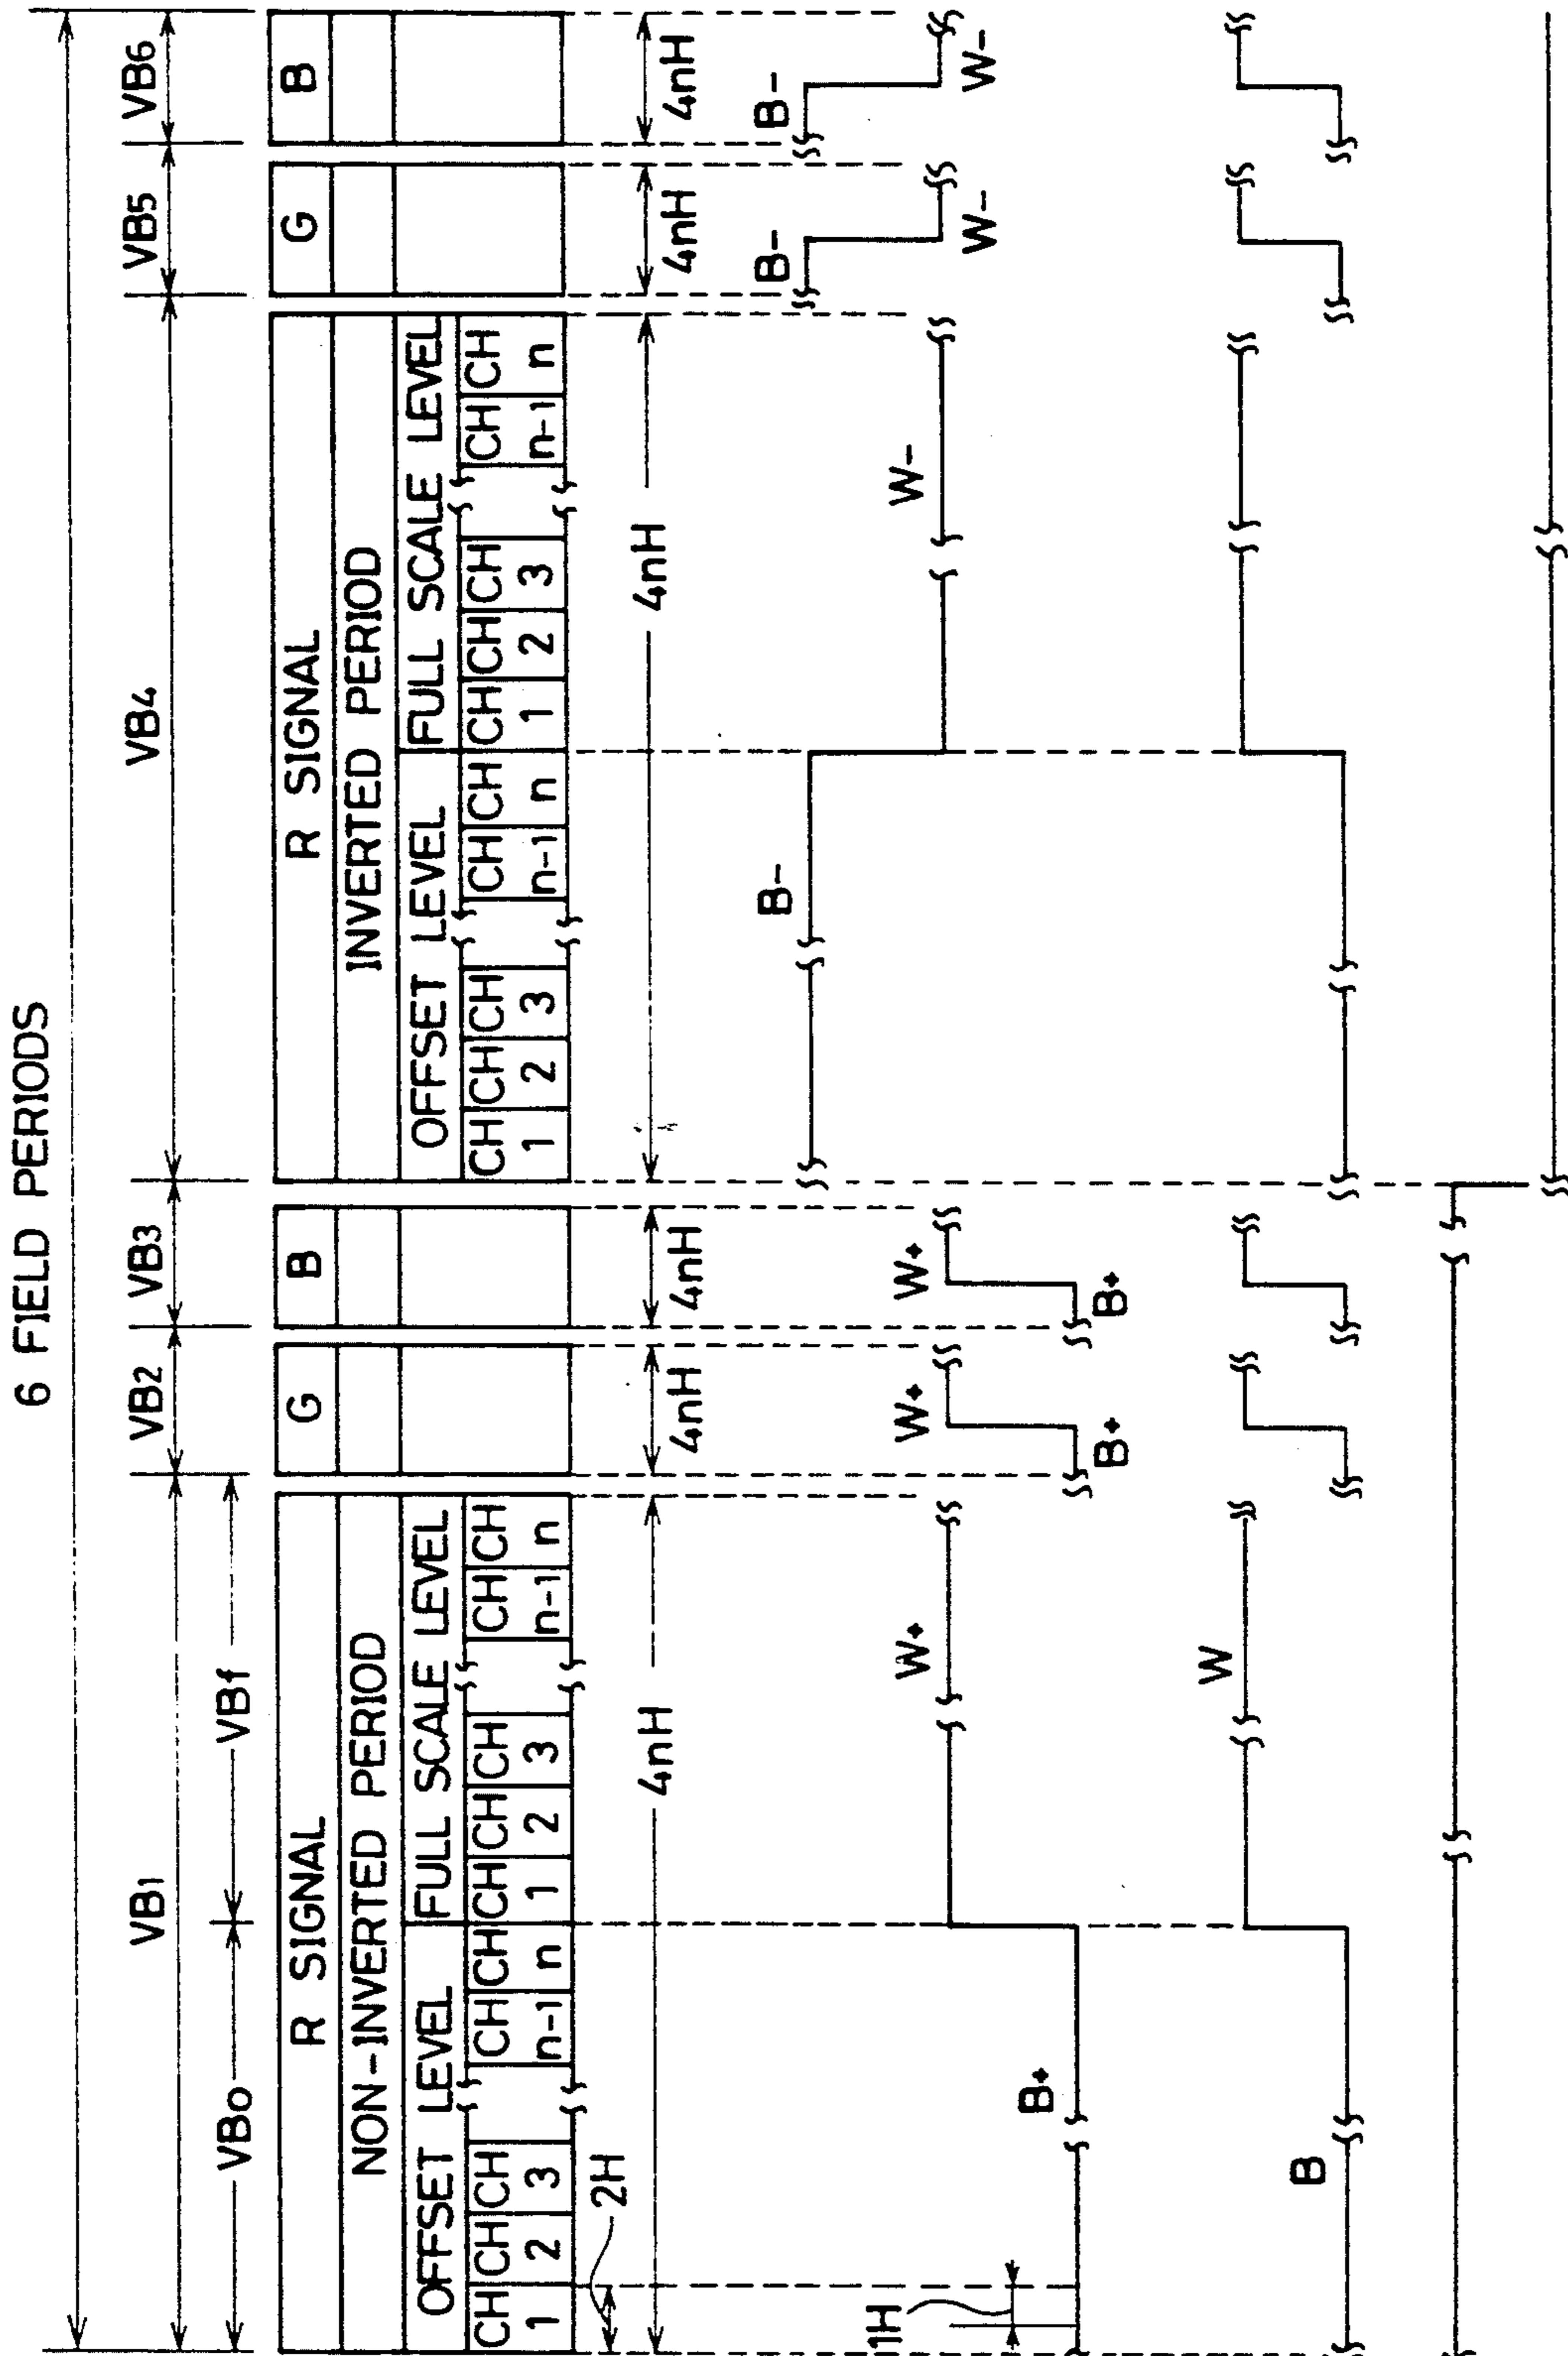 6 FIELD PERIODS
VB1 VB2 VB3 VB4 VB5 VB6
VBo VBf
R SIGNAL G B R SIGNAL G B
NON-INVERTED PERIOD INVERTED PERIOD
OFFSET LEVEL FULL SCALE LEVEL OFFSET LEVEL FULL SCALE LEVEL
CH CH CH CH CH CH CH CH CH CH CH CH CH CH CH CH CH CH CH CH
1 2 3 n-1 n 1 2 3 n-1 n 1 2 3 n-1 n 1 2 3 n-1 n
2H
4nH 4nH 4nH 4nH 4nH 4nH
B- B- B-
1H W+ W+ W+ W- W- W-
B+ B+ B+
W
B